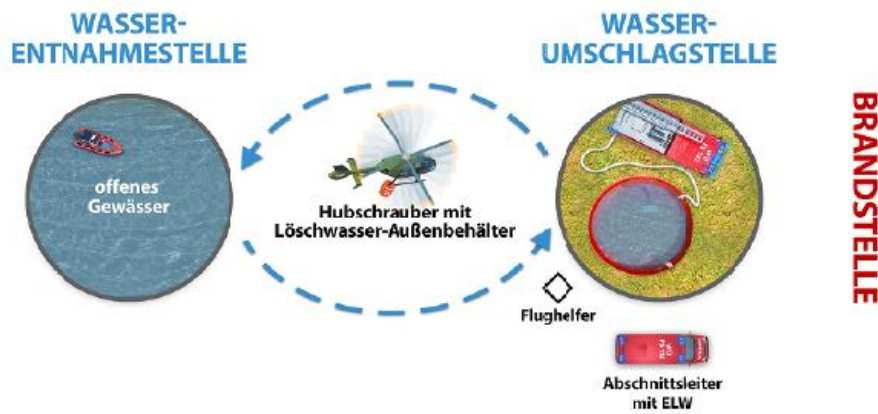 WASSER-
ENTNAHMESTELLE
WASSER-
UMSCHLAGSTELLE
offenes
Gewässer
Hubschrauber mit
Löschwasser-Außenbehälter
BRANDSTELLE
Flughelfer
Abschnittsleiter
mit ELW